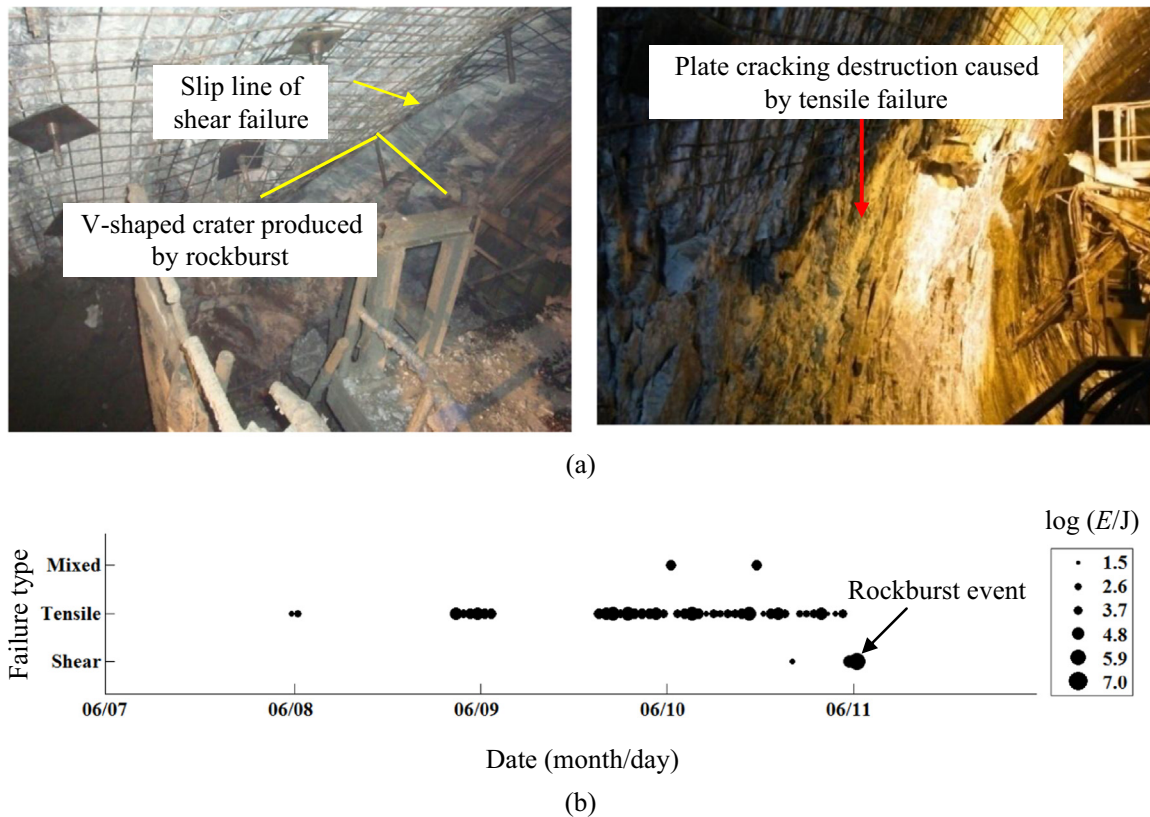 Slip line of
shear failure
V-shaped crater produced
by rockburst
Plate cracking destruction caused
by tensile failure
(a)
log (E/J)
Failure type
Mixed
Tensile
Shear
Rockburst event
1.5
2.6
3.7
4.8
5.9
7.0
06/07 06/08 06/09 06/10 06/11
Date (month/day)
(b)